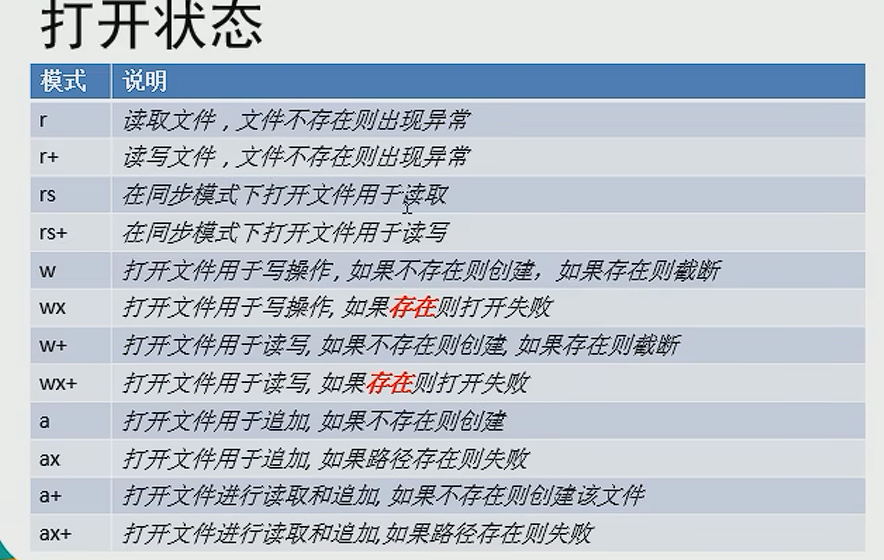 打开状态
模式 说明
r 读取文件，文件不存在则出现异常
r+ 读写文件，文件不存在则出现异常
rs 在同步模式下打开文件用于读取
rs+ 在同步模式下打开文件用于读写
w 打开文件用于写操作, 如果不存在则创建，如果存在则截断
wx 打开文件用于写操作, 如果存在则打开失败
w+ 打开文件用于读写, 如果不存在则创建, 如果存在则截断
wx+ 打开文件用于读写, 如果存在则打开失败
a 打开文件用于追加, 如果不存在则创建
ax 打开文件用于追加, 如果路径存在则失败
a+ 打开文件进行读取和追加, 如果不存在则创建该文件
ax+ 打开文件进行读取和追加,如果路径存在则失败